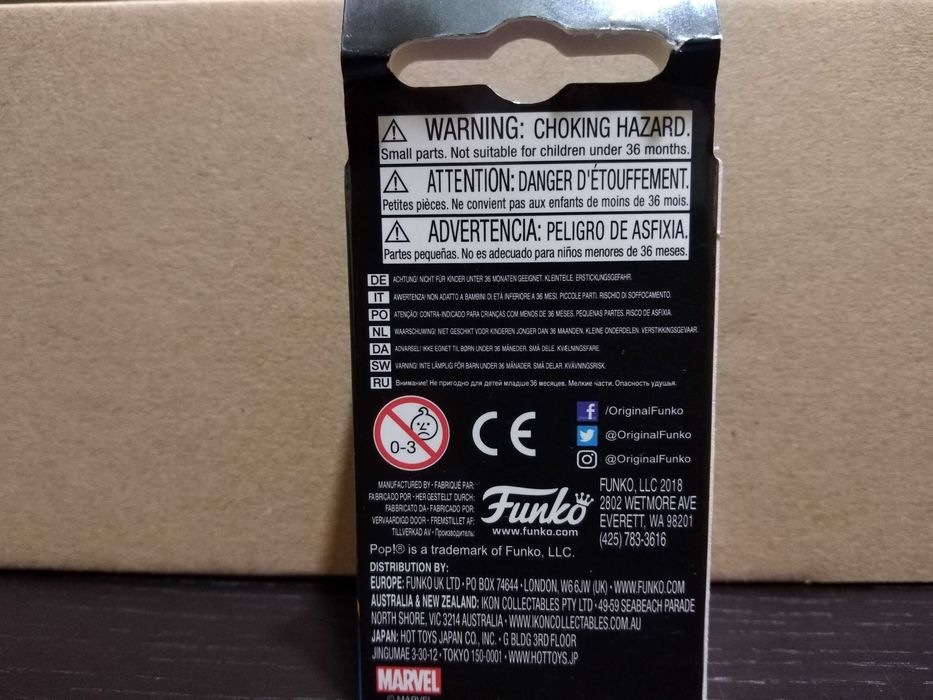 WARNING: CHOKING HAZARD.
Small parts. Not suitable for children under 36 months.
ATTENTION: DANGER D'ÉTOUFFEMENT.
Petites pièces. Ne convient pas aux enfants de moins de 36 mois.
ADVERTENCIA: PELIGRO DE ASFIXIA.
Partes pequeñas. No es adecuado para niños menores de 36 meses.
DE ACHTUNG! NICHT FÜR KINDER UNTER 36 MONATEN GEEIGNET. KLEINTEILE. ERSTICKUNGSGEFAHR.
IT AWERTENZA! NON ADATTO A BAMBINI DI ETÀ INFERIORE A 36 MESI. PICCOLE PARTI. RISCHIO DI SOFFOCAMENTO.
PO ATENÇÃO! CONTRA-INDICADO PARA CRIANÇAS COM MENOS DE 36 MESES. PEQUENAS PARTES. RISCO DE ASFIXIA.
NL WAARSCHUWING! NIET GESCHIKT VOOR KINDEREN JONGER DAN 36 MAANDEN. KLEINE ONDERDELEN. VERSTIKKINGSGEVAAR.
DA ADVARSEL! IKKE EGNET TIL BØRN UNDER 36 MÅNEDER. SMÅ DELE. KVÆLNINGSFARE.
SW VARNING! INTE LÄMPLIG FÖR BARN UNDER 36 MÅNADER. SMÅ DELAR. KVÄVNINGSRISK.
RU Внимание! Не пригодно для детей младше 36 месяцев. Мелкие части. Опасность удушья.
0-3
CE
/OriginalFunko
@OriginalFunko
@OriginalFunko
MANUFACTURED BY • FABRIQUÉ PAR:
FABRICADO POR • HERGESTELLT DURCH:
FABBRICATO DA • FABRICADO POR:
VERVAARDIGD DOOR • FREMSTILLET AF:
TILLVERKAD AV • Производитель:
Funko
www.funko.com
FUNKO, LLC 2018
2802 WETMORE AVE
EVERETT, WA 98201
(425) 783-3616
Pop!® is a trademark of Funko, LLC.
DISTRIBUTION BY:
EUROPE: FUNKO UK LTD • PO BOX 74644 • LONDON, W6 6JW (UK) • WWW.FUNKO.COM
AUSTRALIA & NEW ZEALAND: IKON COLLECTABLES PTY LTD • 49-59 SEABEACH PARADE
NORTH SHORE, VIC 3214 AUSTRALIA • WWW.IKONCOLLECTABLES.COM.AU
JAPAN: HOT TOYS JAPAN CO., INC. • G BLDG 3RD FLOOR
JINGUMAE 3-30-12 • TOKYO 150-0001 • WWW.HOTTOYS.JP
MARVEL
© MARVEL